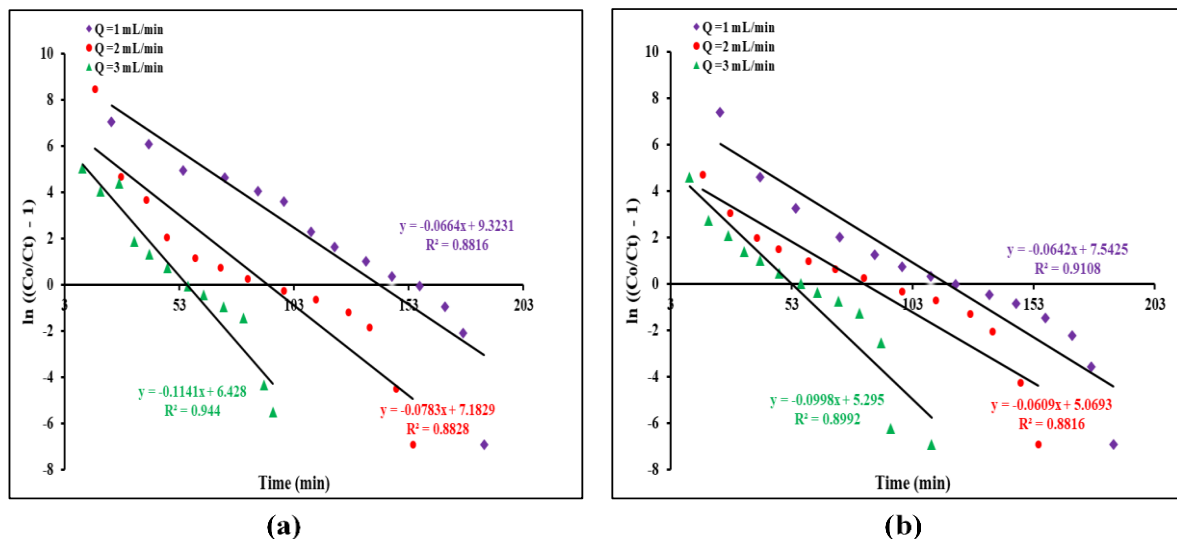 Q =1 mL/min
Q =2 mL/min
Q =3 mL/min
10
8
6
4
2
0
-2
-4
-6
-8
3 53 103 153 203
ln ((Co/Ct) - 1)
Time (min)
y = -0.0664x + 9.3231
R² = 0.8816
y = -0.1141x + 6.428
R² = 0.944
y = -0.0783x + 7.1829
R² = 0.8828
(a)
Q =1 mL/min
Q =2 mL/min
Q =3 mL/min
10
8
6
4
2
0
-2
-4
-6
-8
3 53 103 153 203
ln ((Co/Ct) - 1)
Time (min)
y = -0.0642x + 7.5425
R² = 0.9108
y = -0.0998x + 5.295
R² = 0.8992
y = -0.0609x + 5.0693
R² = 0.8816
(b)